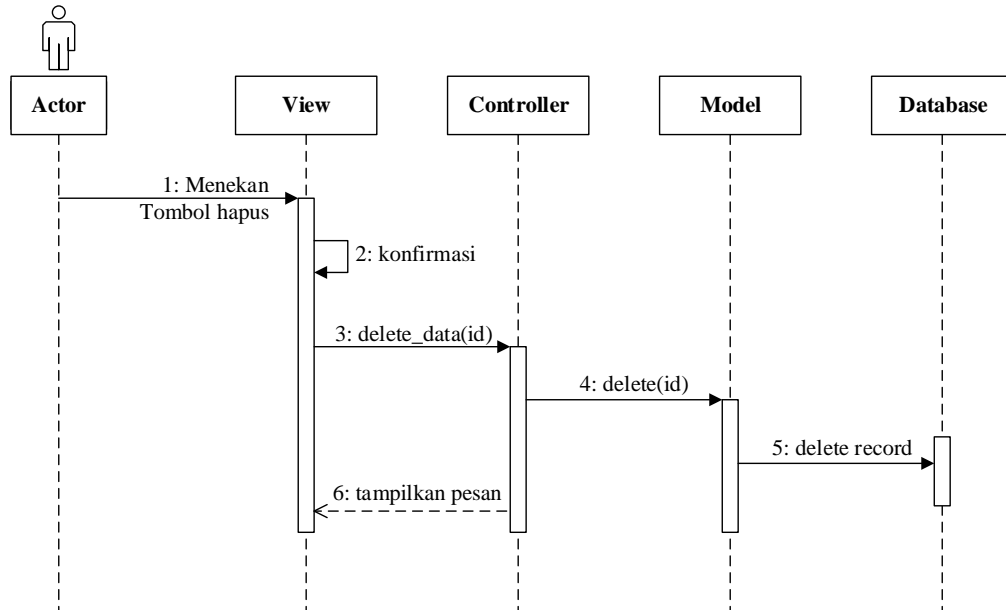 Actor
View
Controller
Model
Database
1: Menekan
Tombol hapus
2: konfirmasi
3: delete_data(id)
4: delete(id)
5: delete record
6: tampilkan pesan